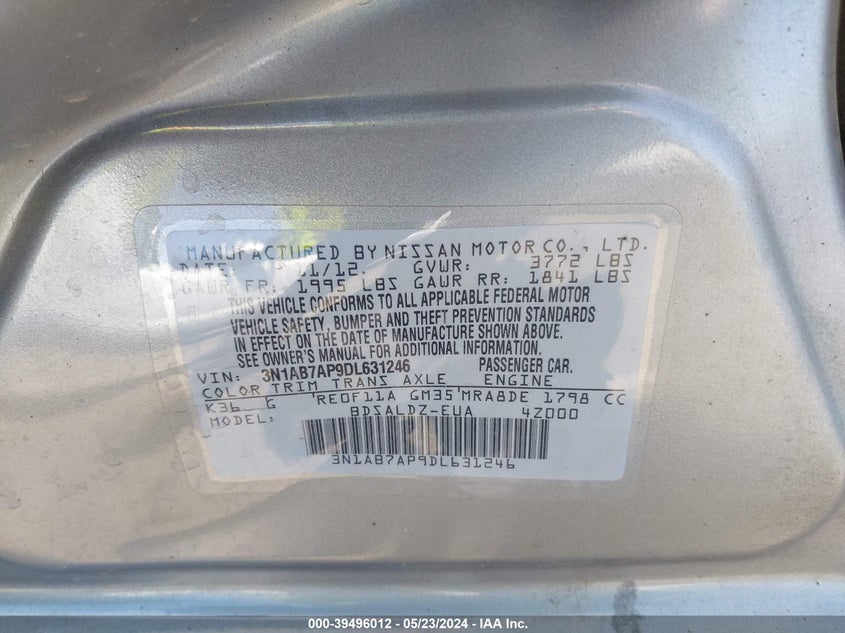 MANUFACTURED BY NISSAN MOTOR CO., LTD.
DATE: 11/12. GVWR: 3772 LBS
GAWR FR: 1995 LBS GAWR RR: 1841 LBS
THIS VEHICLE CONFORMS TO ALL APPLICABLE FEDERAL MOTOR
VEHICLE SAFETY, BUMPER AND THEFT PREVENTION STANDARDS
IN EFFECT ON THE DATE OF MANUFACTURE SHOWN ABOVE.
SEE OWNER'S MANUAL FOR ADDITIONAL INFORMATION.
VIN: 3N1AB7AP9DL631246 PASSENGER CAR.
COLOR TRIM TRANS AXLE ENGINE
K36 G RE0F11A GM35 MRA8DE 1798 CC
MODEL: BDSALDZ-EUA 4Z000
3N1AB7AP9DL631246
000-39496012 - 05/23/2024 - IAA Inc.